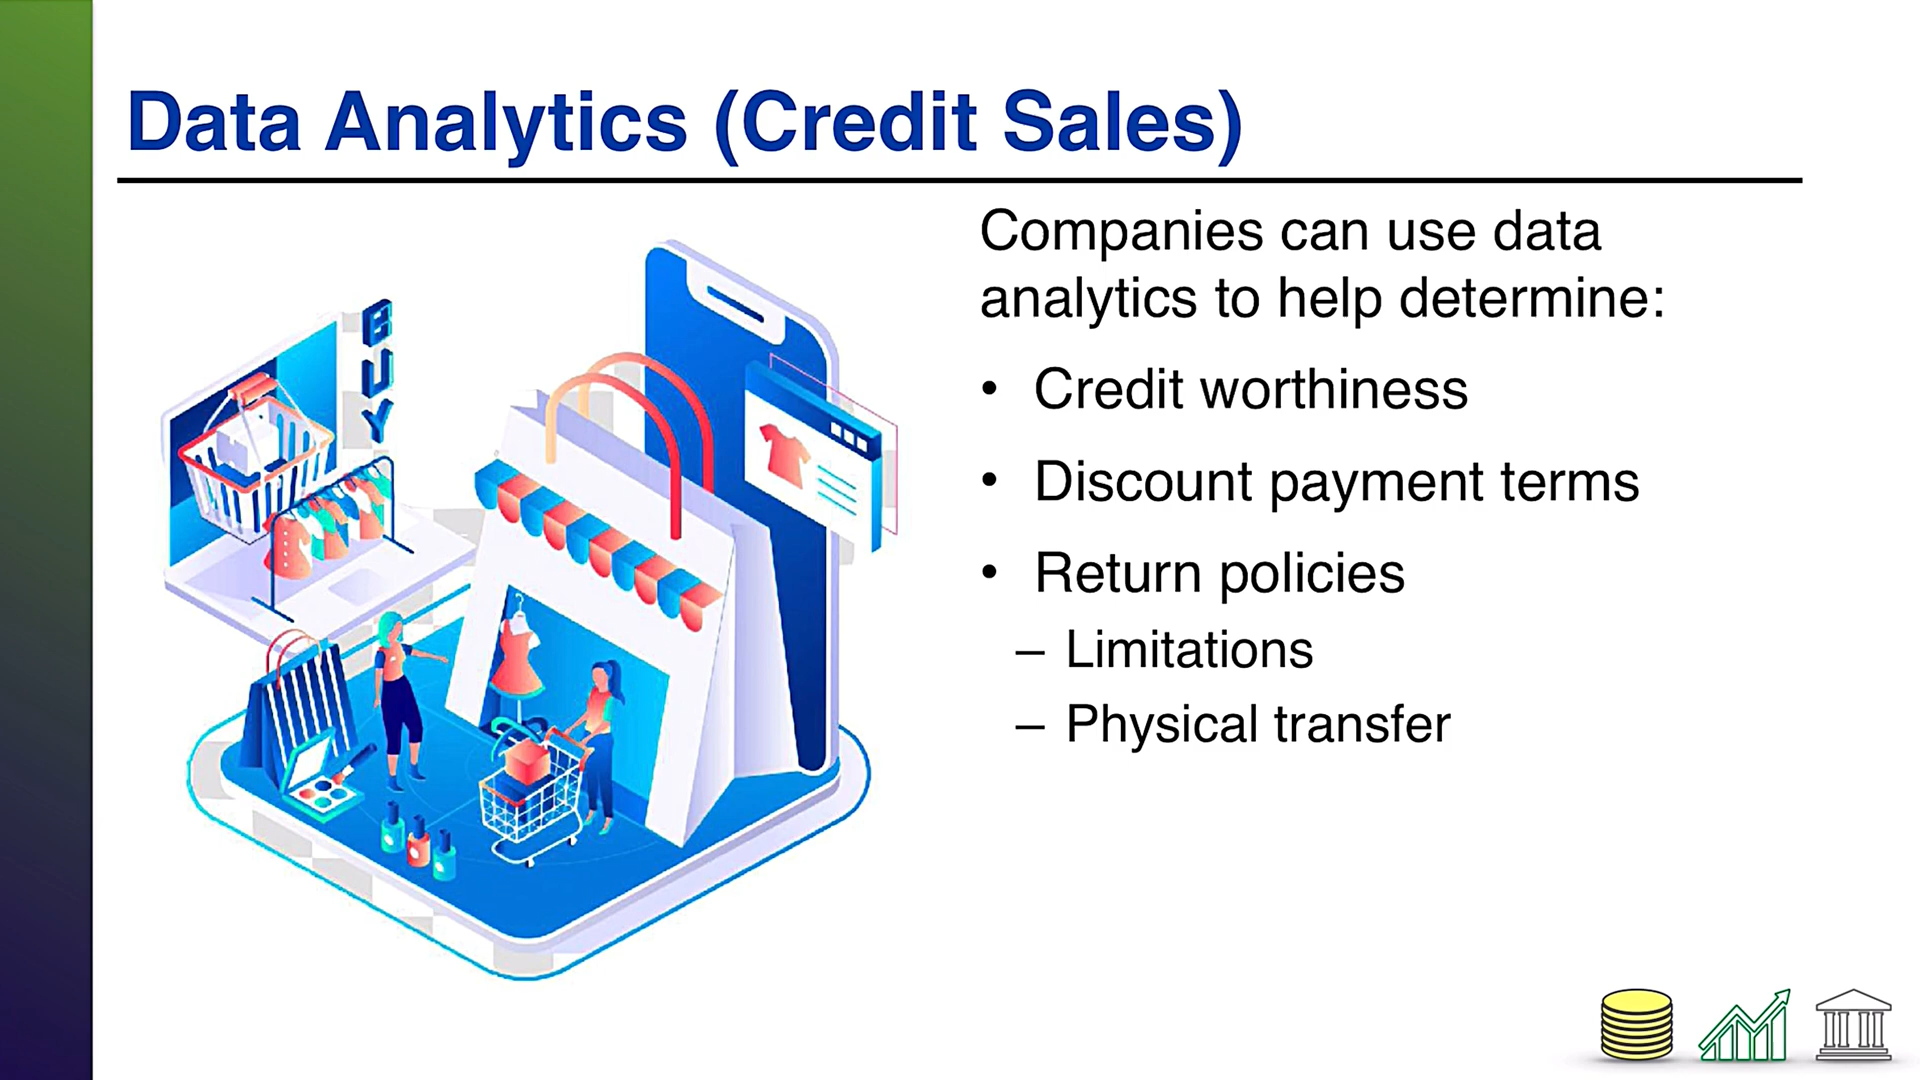 Data Analytics (Credit Sales)
Companies can use data
analytics to help determine:
• Credit worthiness
• Discount payment terms
• Return policies
– Limitations
– Physical transfer
BUY